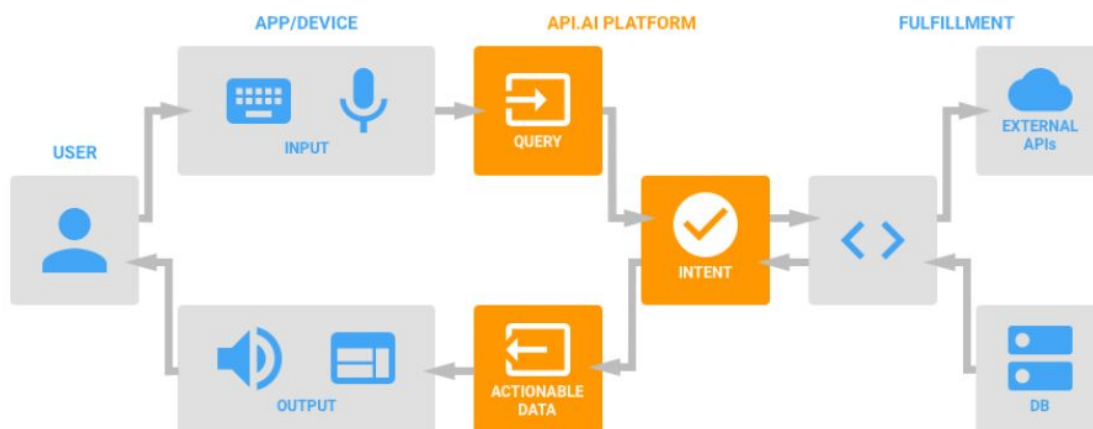 APP/DEVICE
API.AI PLATFORM
FULFILLMENT
INPUT
QUERY
EXTERNAL
APIs
USER
INTENT
OUTPUT
ACTIONABLE
DATA
DB